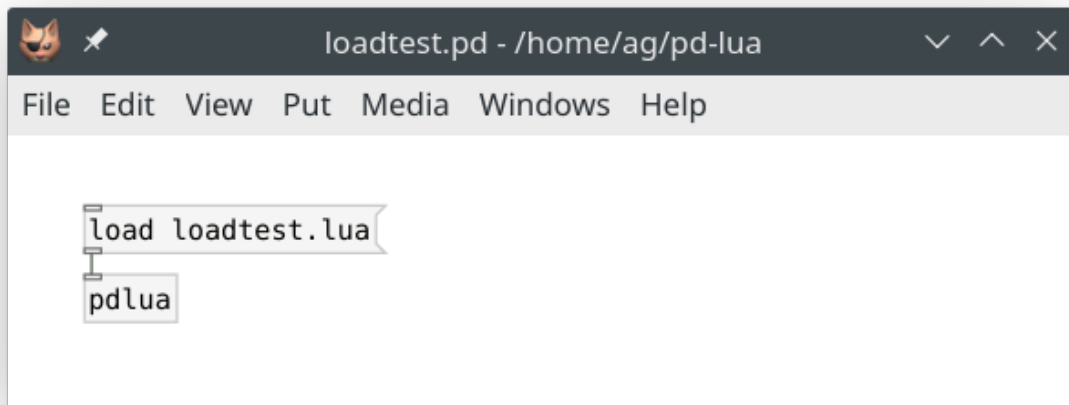 loadtest.pd - /home/ag/pd-lua
File Edit View Put Media Windows Help
load loadtest.lua
pdlua